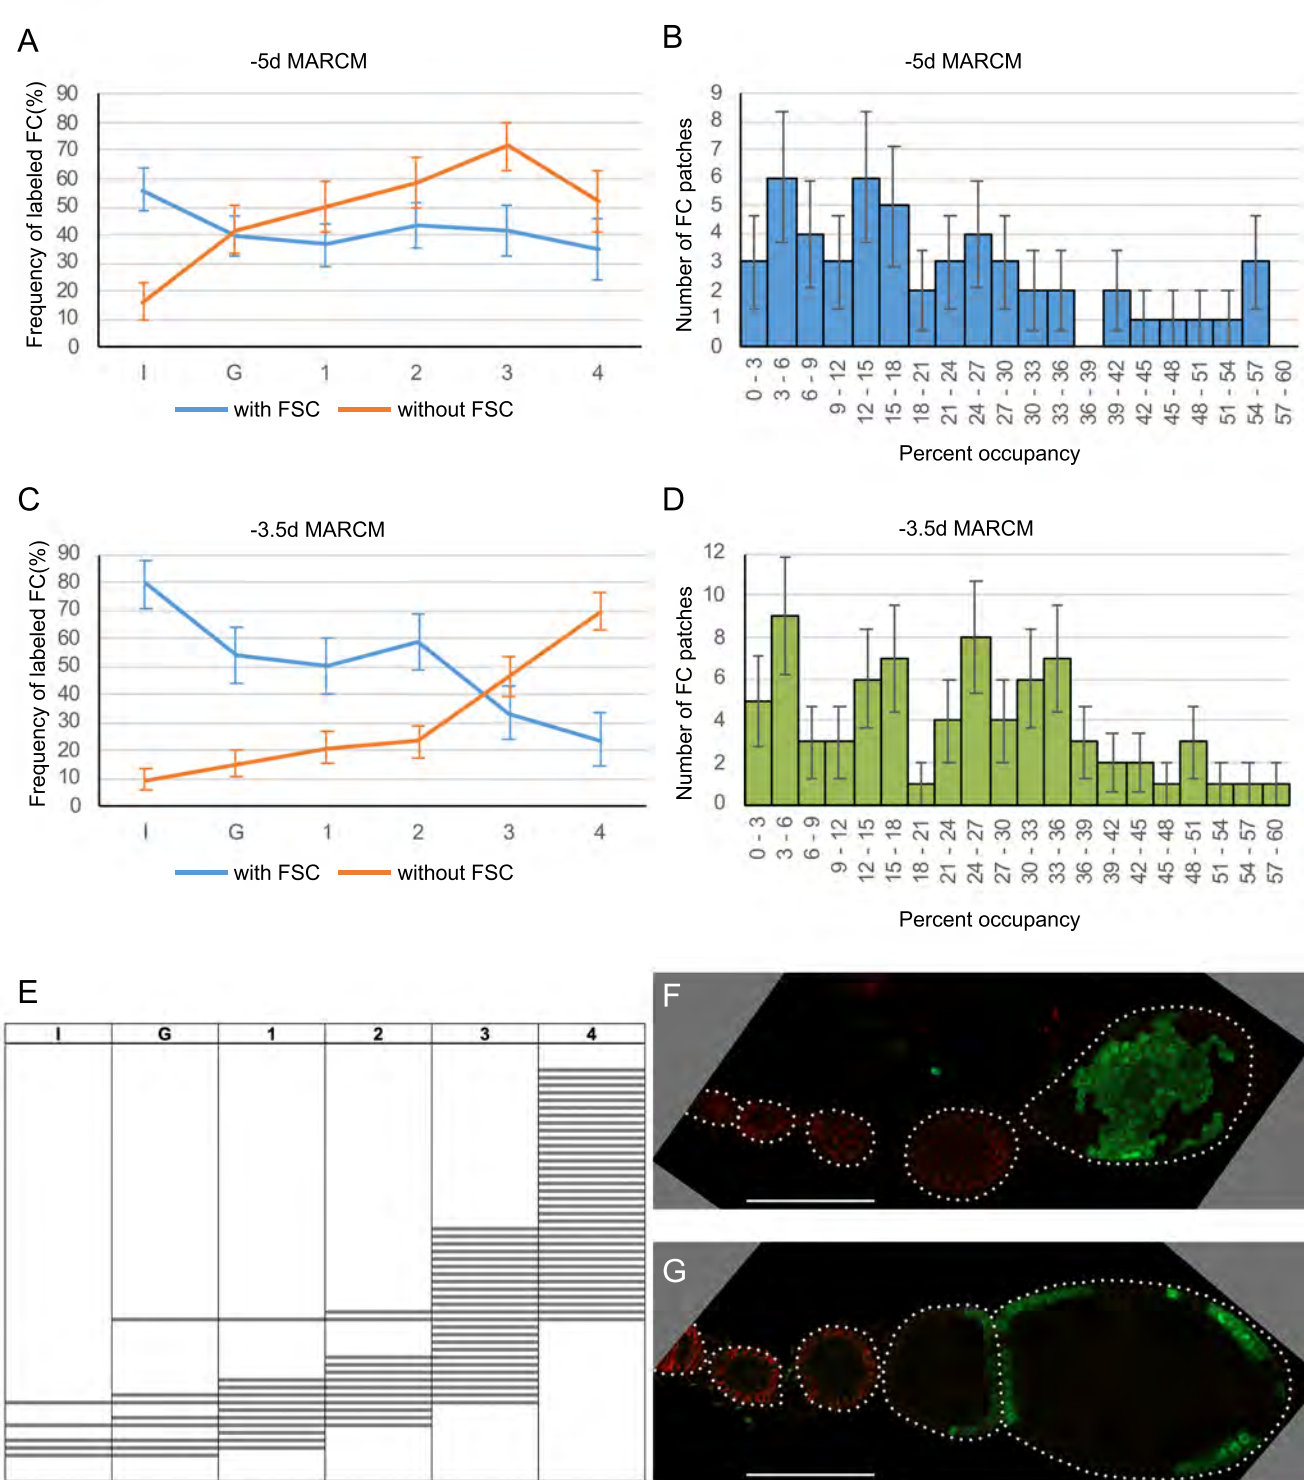 A
-5d MARCM
Frequency of labeled FC(%)
90
80
70
60
50
40
30
20
10
0
I G 1 2 3 4
with FSC without FSC
B
-5d MARCM
Number of FC patches
9
8
7
6
5
4
3
2
1
0
0 - 3
3 - 6
6 - 9
9 - 12
12 - 15
15 - 18
18 - 21
21 - 24
24 - 27
27 - 30
30 - 33
33 - 36
36 - 39
39 - 42
42 - 45
45 - 48
48 - 51
51 - 54
54 - 57
57 - 60
Percent occupancy
C
-3.5d MARCM
Frequency of labeled FC(%)
90
80
70
60
50
40
30
20
10
0
I G 1 2 3 4
with FSC without FSC
D
-3.5d MARCM
Number of FC patches
12
10
8
6
4
2
0
0 - 3
3 - 6
6 - 9
9 - 12
12 - 15
15 - 18
18 - 21
21 - 24
24 - 27
27 - 30
30 - 33
33 - 36
36 - 39
39 - 42
42 - 45
45 - 48
48 - 51
51 - 54
54 - 57
57 - 60
Percent occupancy
E
I G 1 2 3 4
F
G